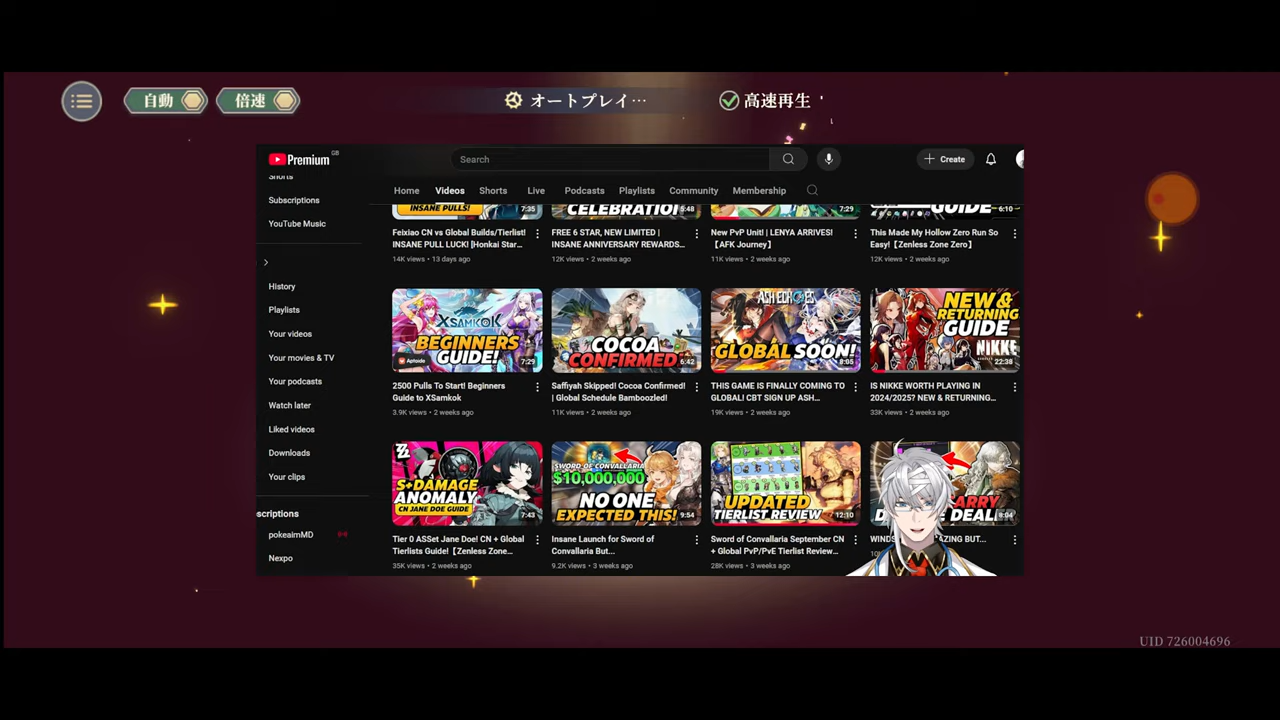 自動
倍速
オートプレイ…
高速再生
Premium GB
Search
Create
Shorts
Home
Videos
Shorts
Live
Podcasts
Playlists
Community
Membership
Subscriptions
YouTube Music
History
Playlists
Your videos
Your movies & TV
Your podcasts
Watch later
Liked videos
Downloads
Your clips
scriptions
pokeaimMD
Nexpo
INSANE PULLS!
7:35
CELEBRATION
5:48
7:29
GUIDE
6:10
Feixiao CN vs Global Builds/Tierlist!
INSANE PULL LUCK! [Honkai Star...
14K views • 13 days ago
FREE 6 STAR, NEW LIMITED |
INSANE ANNIVERSARY REWARDS...
12K views • 2 weeks ago
New PvP Unit! | LENYA ARRIVES!
【AFK Journey】
11K views • 2 weeks ago
This Made My Hollow Zero Run So
Easy!【Zenless Zone Zero】
12K views • 2 weeks ago
XSAMKOK
BEGINNERS
GUIDE!
Aptoide
7:29
COCOA
CONFIRMED
6:42
ASH ECHOES
GLOBAL SOON!
8:05
NEW &
RETURNING
GUIDE
NIKKE
22:38
2500 Pulls To Start! Beginners
Guide to XSamkok
3.9K views • 2 weeks ago
Saffiyah Skipped! Cocoa Confirmed!
| Global Schedule Bamboozled!
11K views • 2 weeks ago
THIS GAME IS FINALLY COMING TO
GLOBAL! CBT SIGN UP ASH...
19K views • 2 weeks ago
IS NIKKE WORTH PLAYING IN
2024/2025? NEW & RETURNING...
33K views • 2 weeks ago
S+DAMAGE
ANOMALY
CN JANE DOE GUIDE
7:43
SWORD OF CONVALLARIA
$10,000,000
NO ONE
EXPECTED THIS!
9:54
UPDATED
TIERLIST REVIEW
12:10
8:04
Tier 0 ASSet Jane Doe! CN + Global
Tierlists Guide!【Zenless Zone...
35K views • 2 weeks ago
Insane Launch for Sword of
Convallaria But...
9.2K views • 3 weeks ago
Sword of Convallaria September CN
+ Global PvP/PvE Tierlist Review...
28K views • 3 weeks ago
UID 726004696